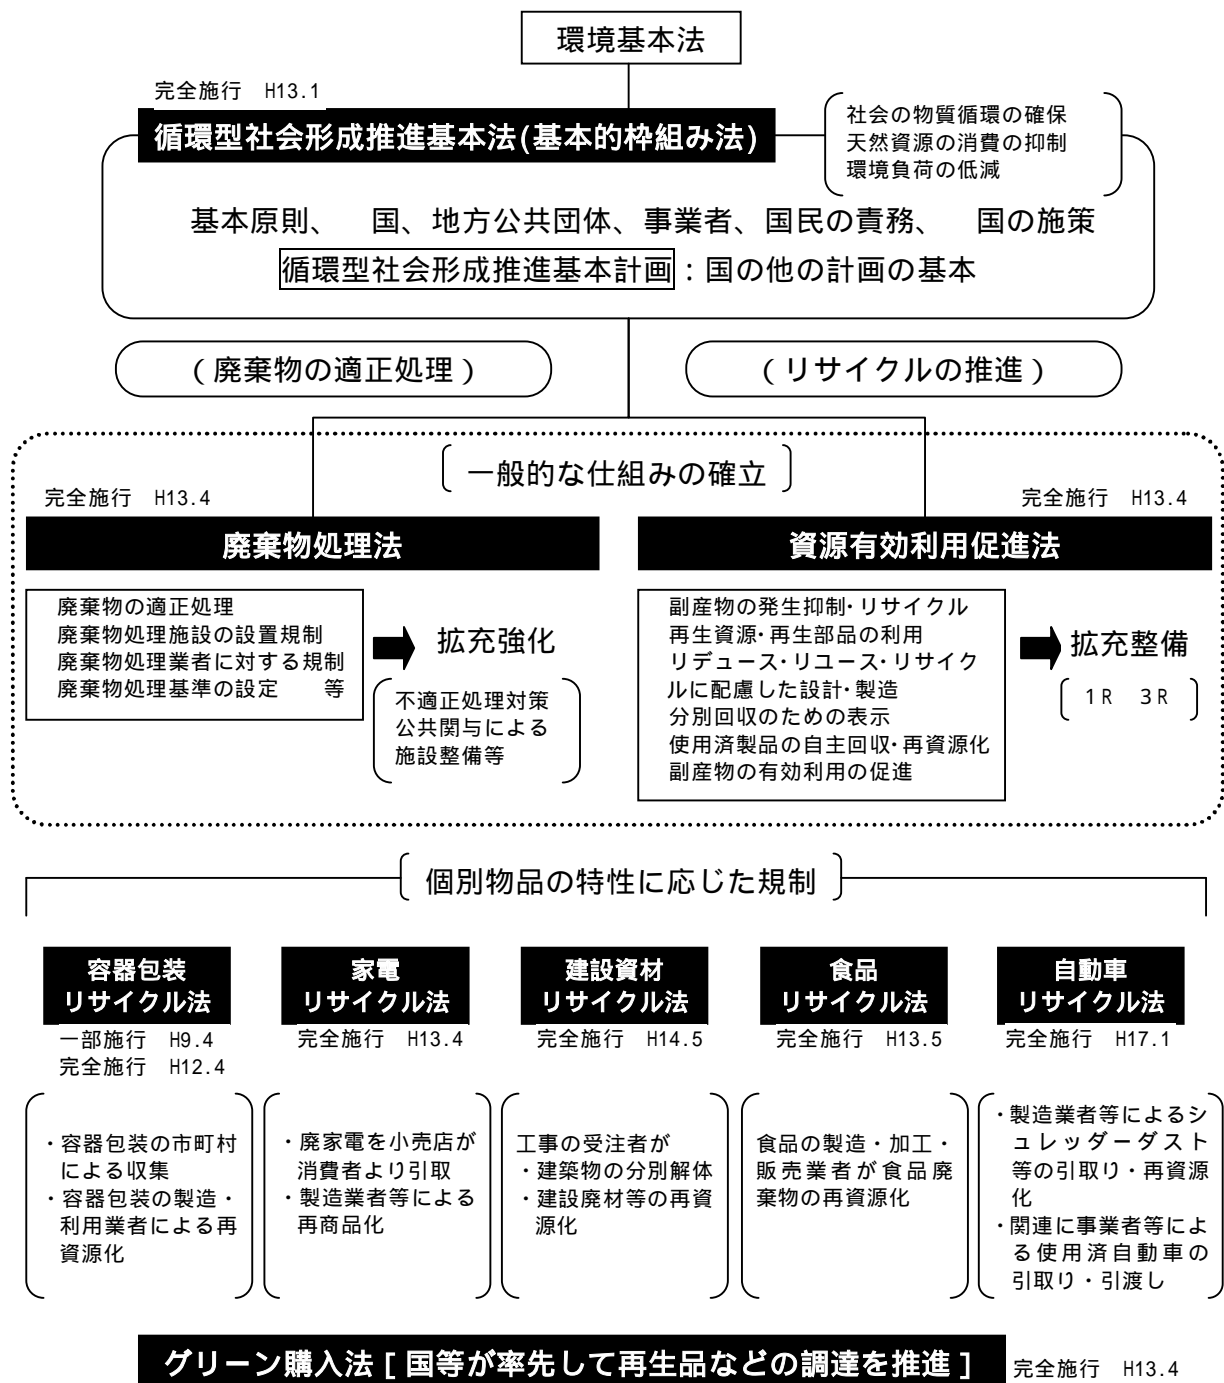 環境基本法
完全施行 H13.1
循環型社会形成推進基本法(基本的枠組み法)
社会の物質循環の確保
天然資源の消費の抑制
環境負荷の低減
基本原則、 国、地方公共団体、事業者、国民の責務、 国の施策
循環型社会形成推進基本計画：国の他の計画の基本
(廃棄物の適正処理)
(リサイクルの推進)
一般的な仕組みの確立
完全施行 H13.4
廃棄物処理法
廃棄物の適正処理
廃棄物処理施設の設置規制
廃棄物処理業者に対する規制
廃棄物処理基準の設定 等
拡充強化
不適正処理対策
公共関与による
施設整備等
完全施行 H13.4
資源有効利用促進法
副産物の発生抑制・リサイクル
再生資源・再生部品の利用
リデュース・リユース・リサイク
ルに配慮した設計・製造
分別回収のための表示
使用済製品の自主回収・再資源化
副産物の有効利用の促進
拡充整備
1R 3R
個別物品の特性に応じた規制
容器包装
リサイクル法
一部施行 H9.4
完全施行 H12.4
・容器包装の市町村
による収集
・容器包装の製造・
利用業者による再
資源化
家電
リサイクル法
完全施行 H13.4
・廃家電を小売店が
消費者より引取
・製造業者等による
再商品化
建設資材
リサイクル法
完全施行 H14.5
工事の受注者が
・建築物の分別解体
・建設廃材等の再資
源化
食品
リサイクル法
完全施行 H13.5
食品の製造・加工・
販売業者が食品廃
棄物の再資源化
自動車
リサイクル法
完全施行 H17.1
・製造業者等によるシ
ュレッダーダスト
等の引取り・再資源
化
・関連に事業者等によ
る使用済自動車の
引取り・引渡し
グリーン購入法［国等が率先して再生品などの調達を推進］
完全施行 H13.4